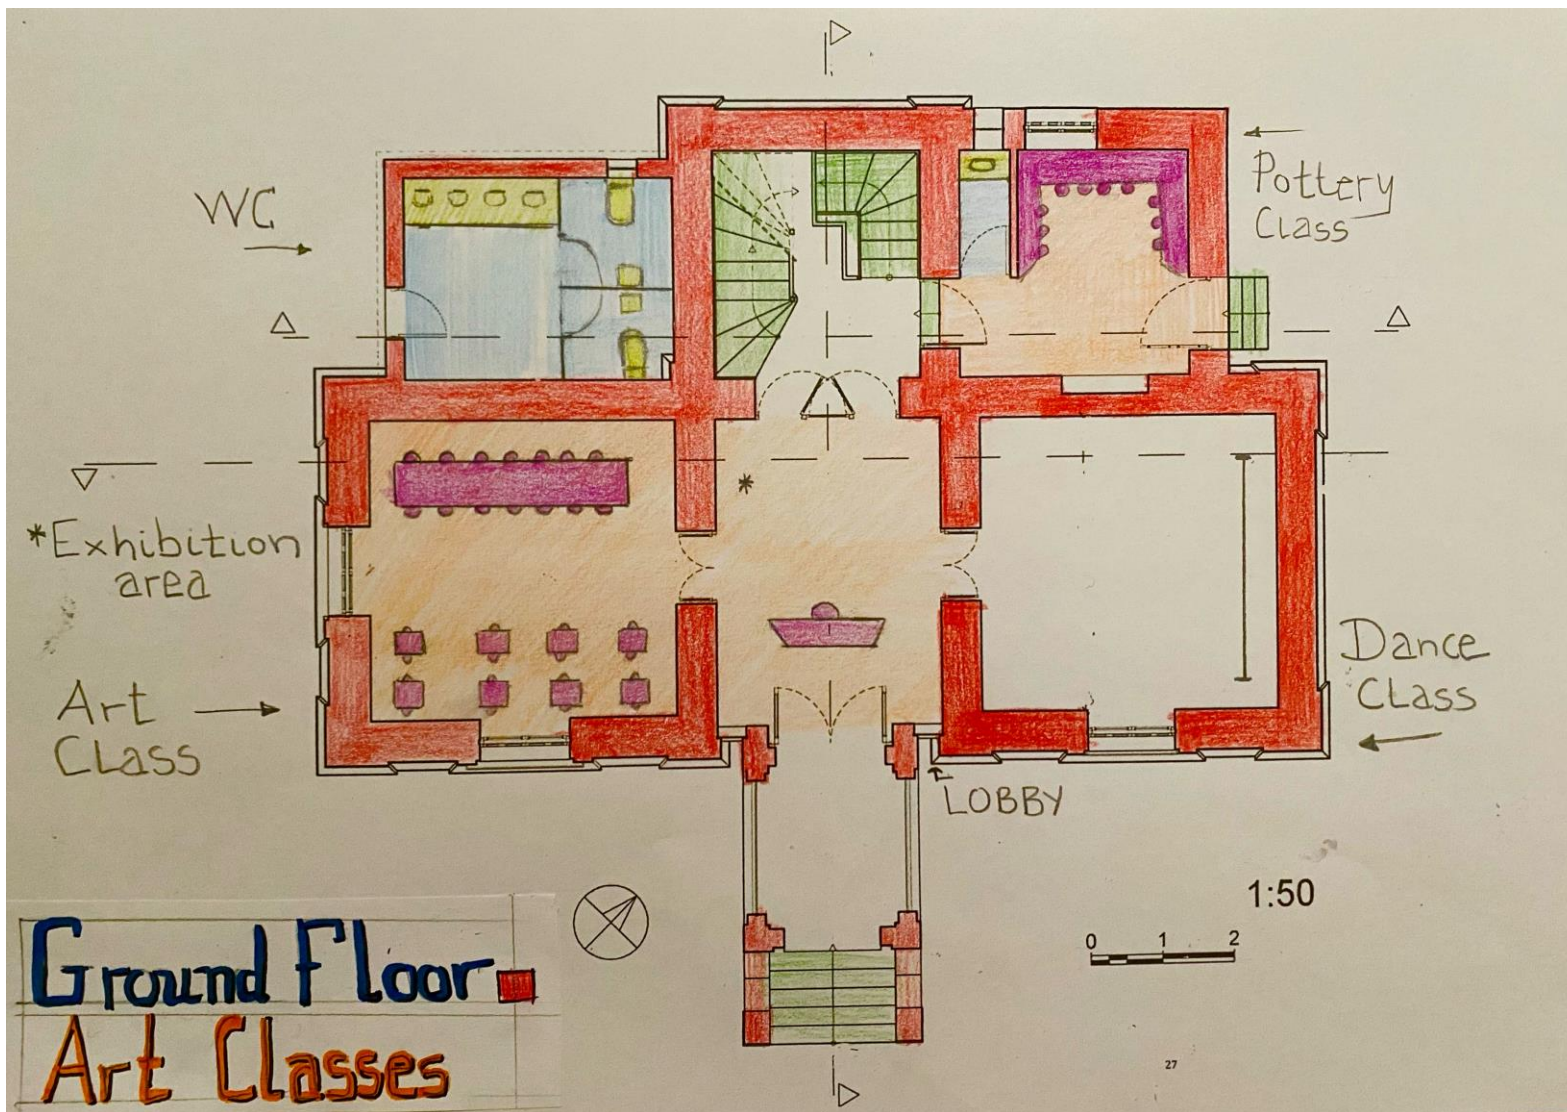 WC
Pottery
Class
*
*Exhibition
area
Art
Class
Dance
Class
LOBBY
1:50
0 1 2
Ground Floor
Art Classes
27